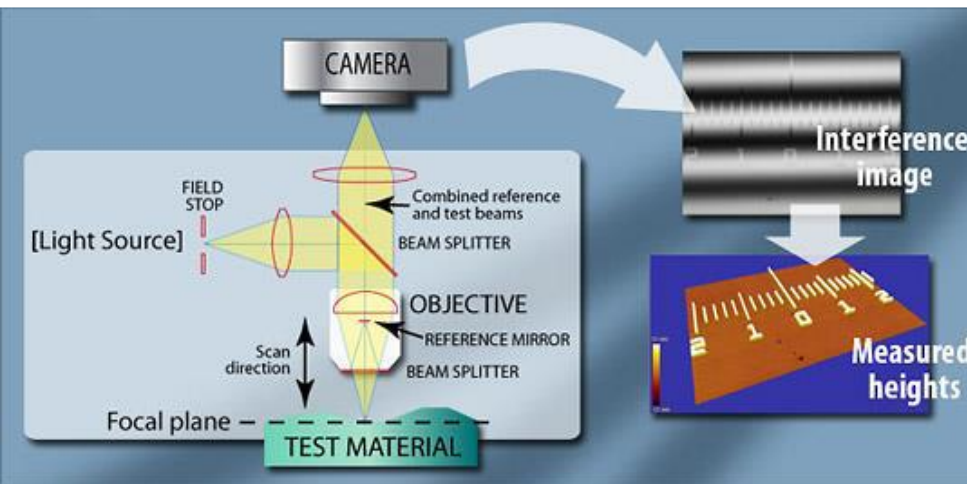 CAMERA
FIELD
STOP
[Light Source]
Combined reference
and test beams
BEAM SPLITTER
OBJECTIVE
REFERENCE MIRROR
Scan
direction
BEAM SPLITTER
Focal plane
TEST MATERIAL
Interference
image
2 1 0 1 2
Measured
heights